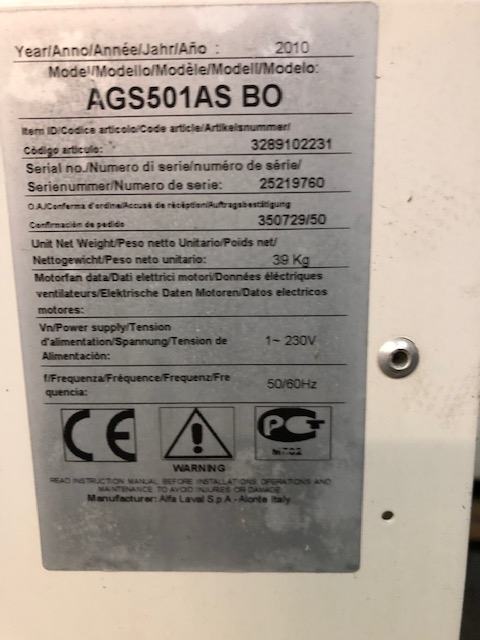 Year/Anno/Année/Jahr/Año : 2010
Model/Modello/Modèle/Modell/Modelo:
AGS501AS BO
Item ID/Codice articolo/Code article/Artikelsnummer/
Código artículo: 3289102231
Serial no./Numero di serie/numéro de série/
Serienummer/Numero de serie: 25219760
O.A/Conferma d'ordine/Accusé de réception/Auftragsbestätigung
Confirmación de pedido 350729/50
Unit Net Weight/Peso netto Unitario/Poids net/
Nettogewicht/Peso neto unitario: 39 Kg
Motorfan data/Dati elettrici motori/Données éléctriques
ventilateurs/Elektrische Daten Motoren/Datos electricos
motores:
Vn/Power supply/Tension
d'alimentation/Spannung/Tension de 1~ 230V
Alimentación:
f/Frequenza/Fréquence/Frequenz/Fre
quencia: 50/60Hz
CE
РСТ
МГ02
WARNING
READ INSTRUCTION MANUAL BEFORE INSTALLATIONS, OPERATIONS AND
MAINTENANCE TO AVOID INJURIES OR DAMAGE
Manufacturer: Alfa Laval S.p.A - Alonte Italy